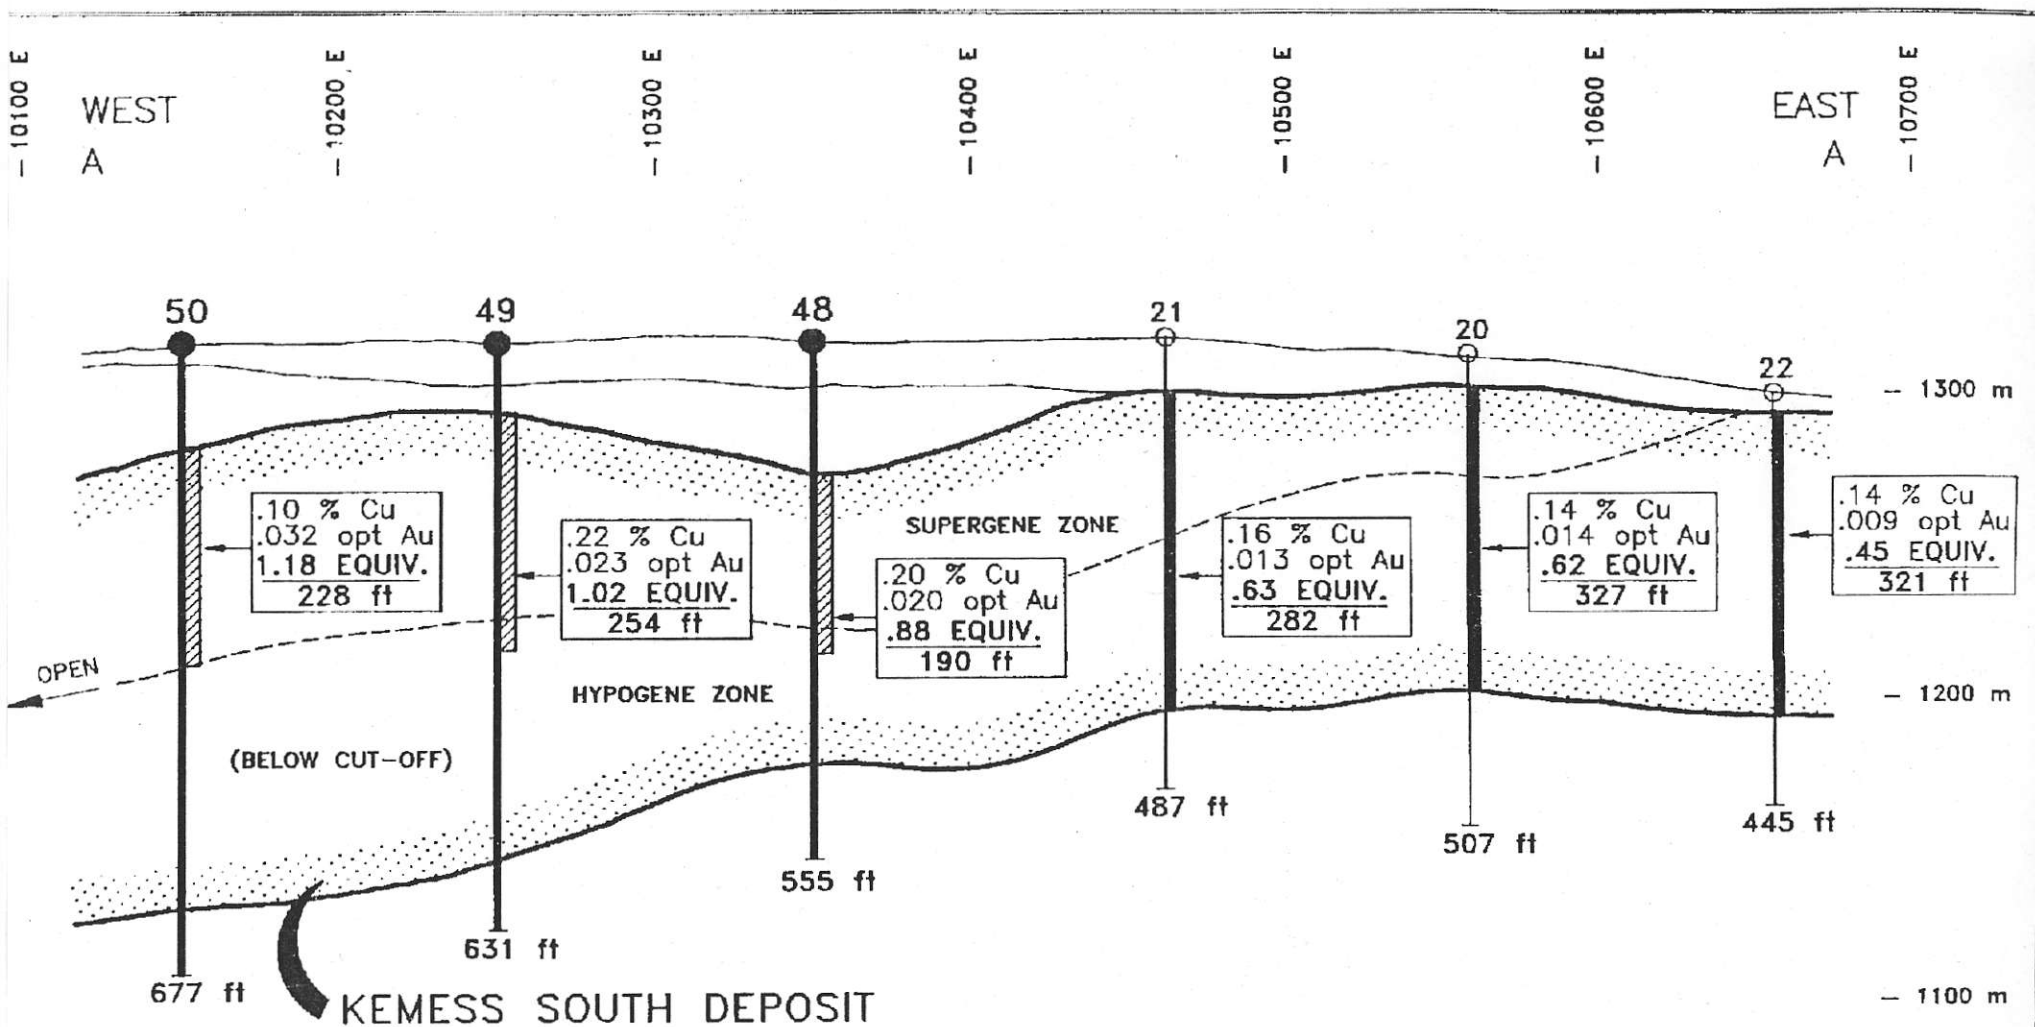 10100 E
10200 E
10300 E
10400 E
10500 E
10600 E
10700 E
WEST
A
EAST
A
50
49
48
21
20
22
1300 m
.10 % Cu
.032 opt Au
1.18 EQUIV.
228 ft
.22 % Cu
.023 opt Au
1.02 EQUIV.
254 ft
.20 % Cu
.020 opt Au
.88 EQUIV.
190 ft
SUPERGENE ZONE
.16 % Cu
.013 opt Au
.63 EQUIV.
282 ft
.14 % Cu
.014 opt Au
.62 EQUIV.
327 ft
.14 % Cu
.009 opt Au
.45 EQUIV.
321 ft
OPEN
HYPOGENE ZONE
1200 m
(BELOW CUT-OFF)
677 ft
631 ft
555 ft
487 ft
507 ft
445 ft
KEMESS SOUTH DEPOSIT
1100 m